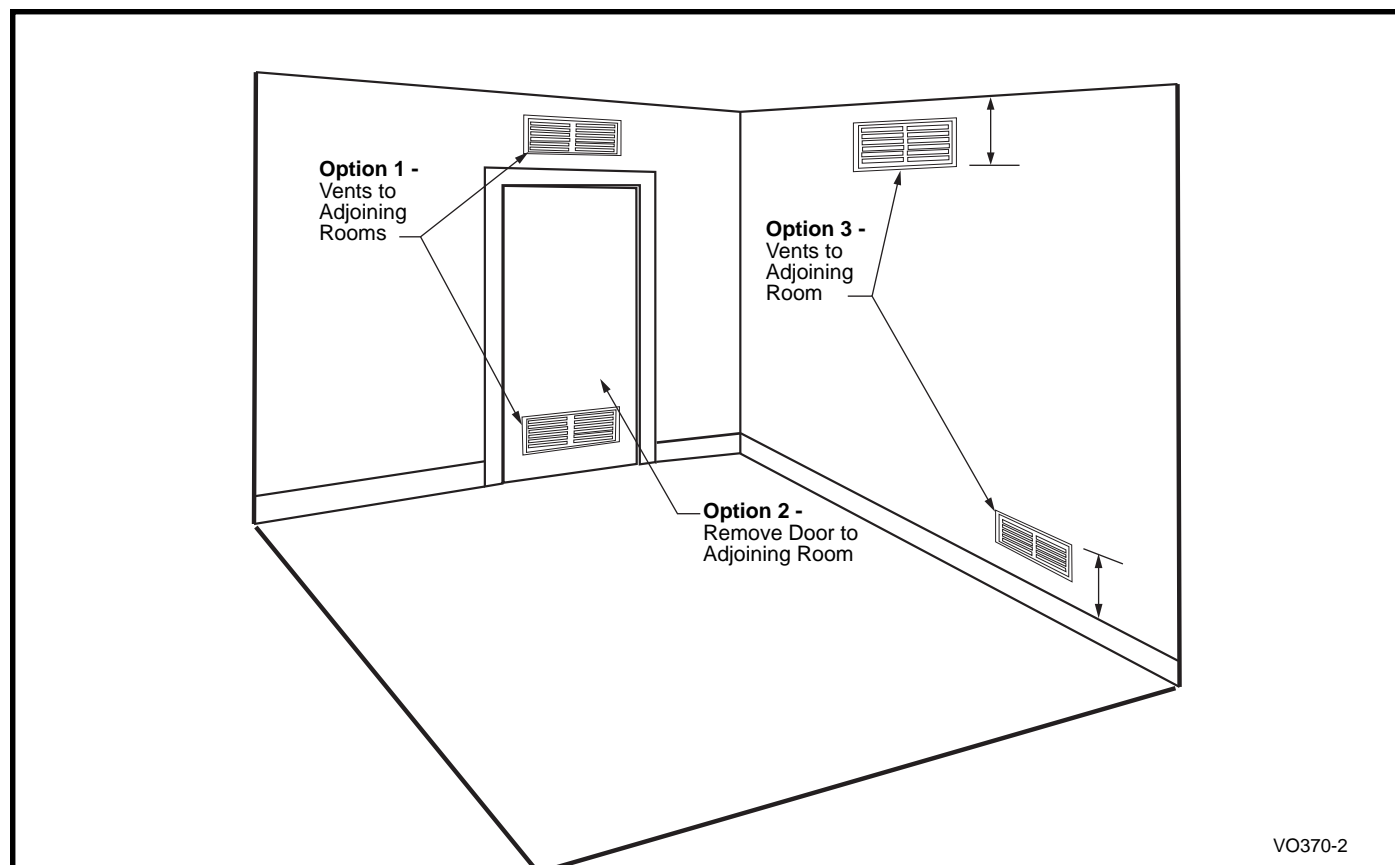 Option 1 -
Vents to
Adjoining
Rooms
Option 3 -
Vents to
Adjoining
Room
Option 2 -
Remove Door to
Adjoining Room
VO370-2